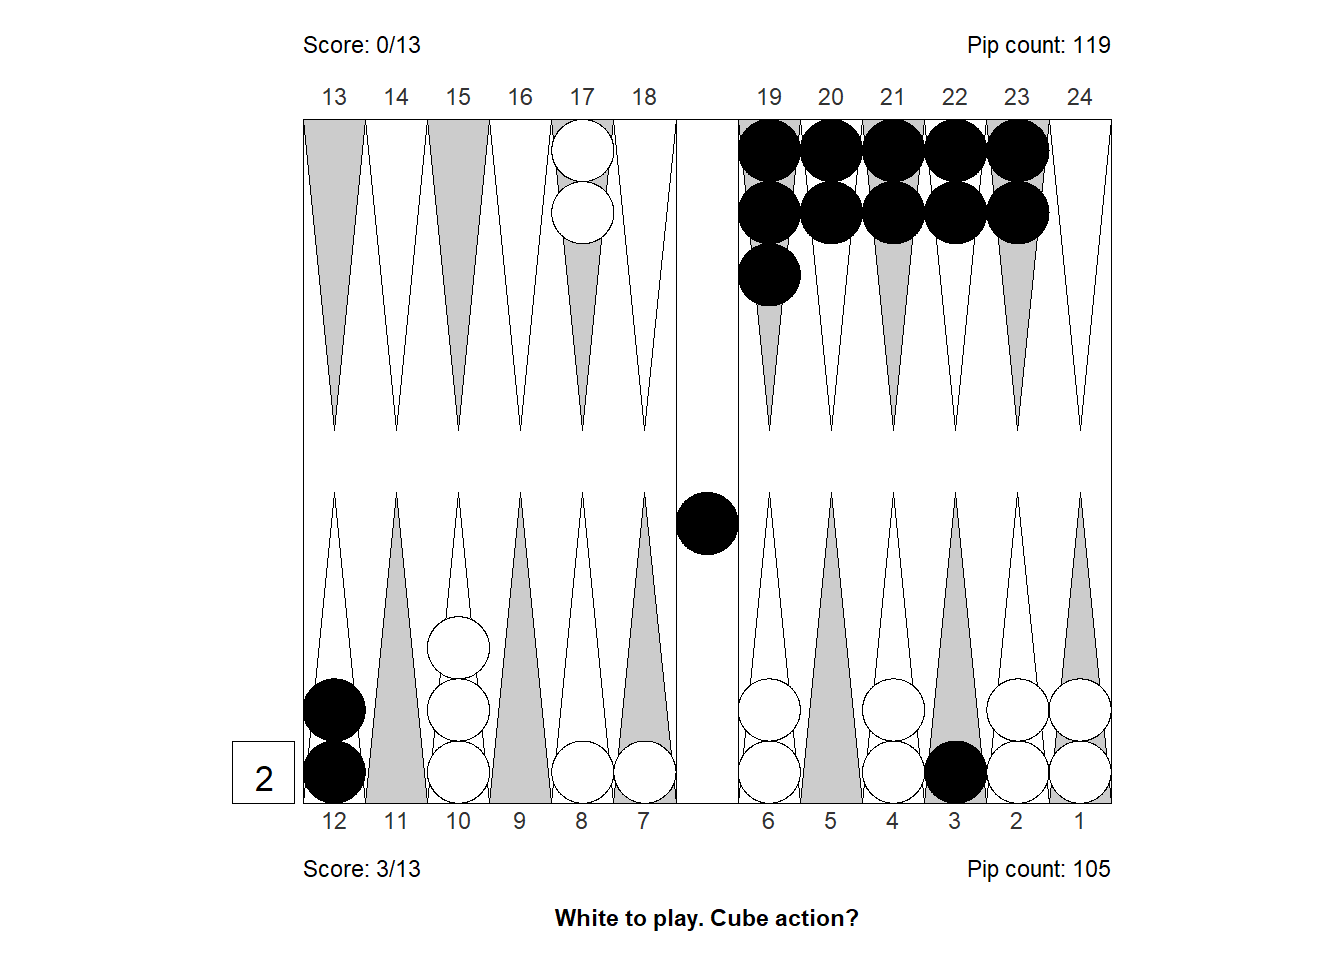 Score: 0/13 Pip count: 119
13 14 15 16 17 18 19 20 21 22 23 24
2
12 11 10 9 8 7 6 5 4 3 2 1
Score: 3/13 Pip count: 105
White to play. Cube action?